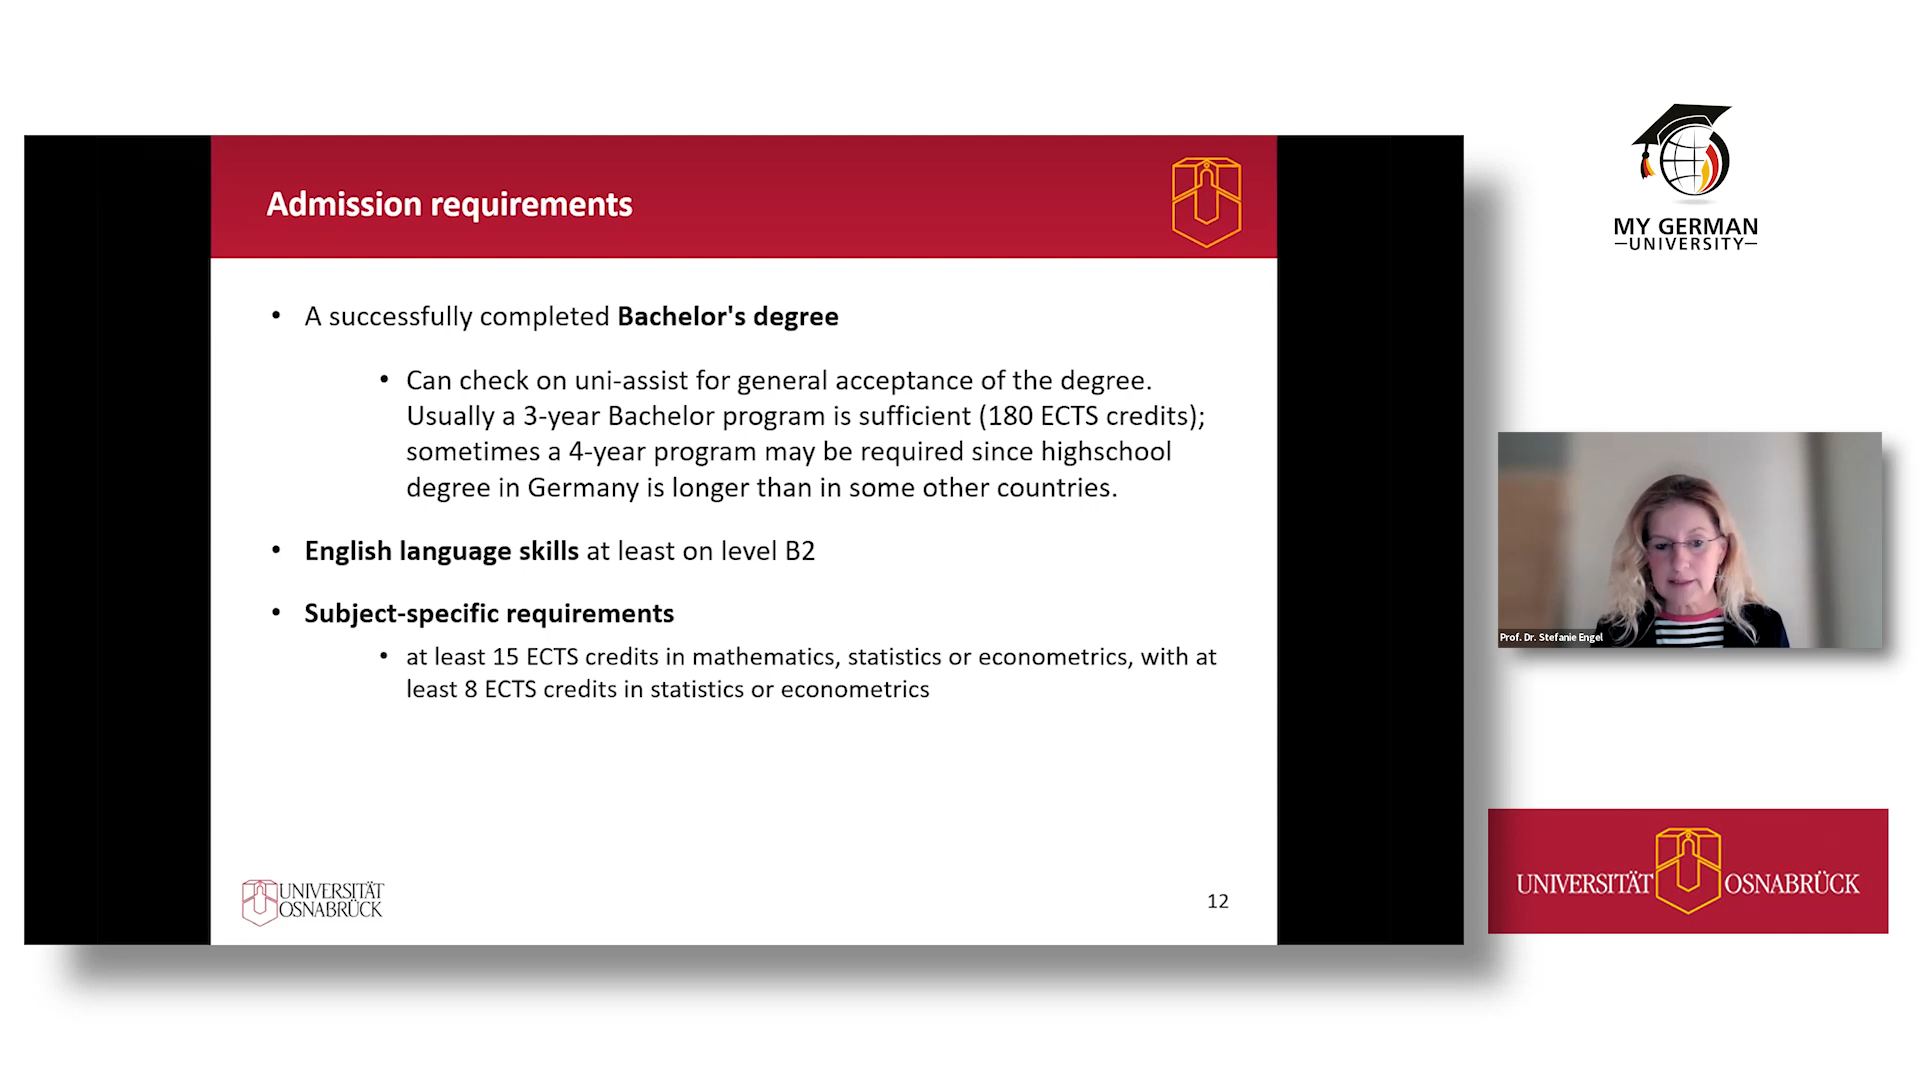 Admission requirements
• A successfully completed Bachelor's degree
• Can check on uni-assist for general acceptance of the degree.
Usually a 3-year Bachelor program is sufficient (180 ECTS credits);
sometimes a 4-year program may be required since highschool
degree in Germany is longer than in some other countries.
• English language skills at least on level B2
• Subject-specific requirements
• at least 15 ECTS credits in mathematics, statistics or econometrics, with at
least 8 ECTS credits in statistics or econometrics
UNIVERSITÄT
OSNABRÜCK
12
MY GERMAN
UNIVERSITY
Prof. Dr. Stefanie Engel
UNIVERSITÄT OSNABRÜCK